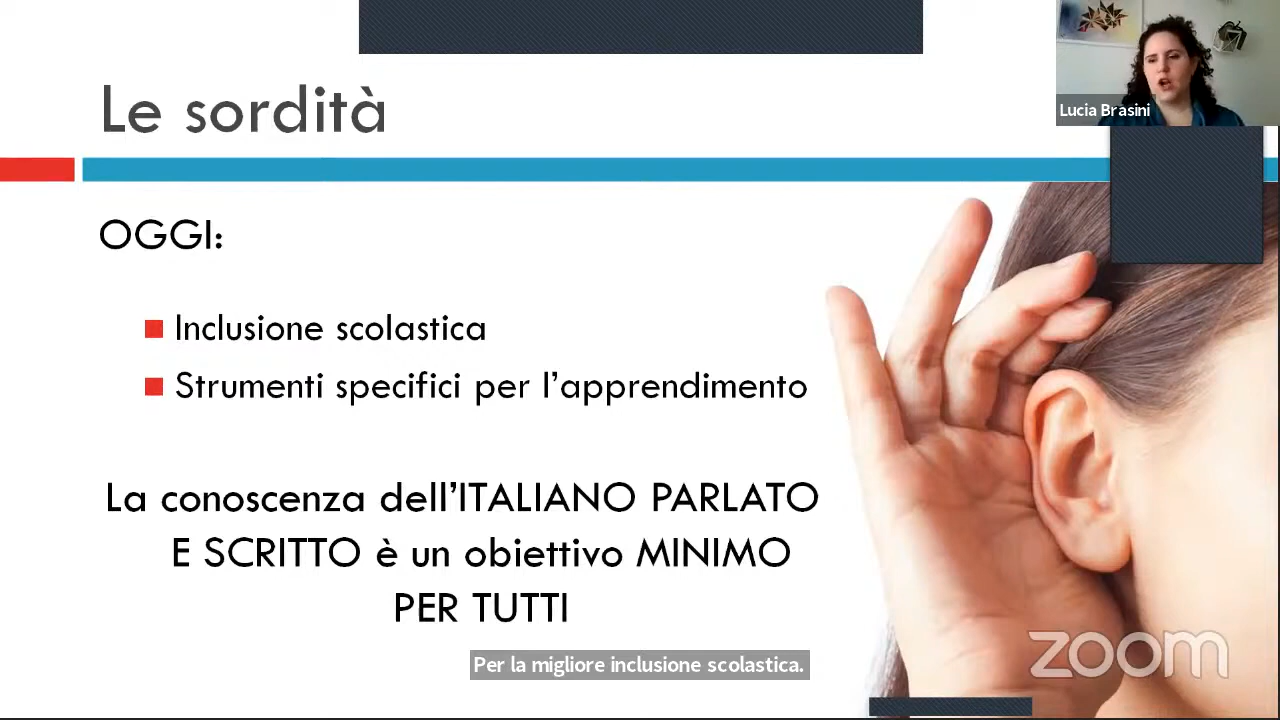 Lucia Brasini
Le sordità
OGGI:
Inclusione scolastica
Strumenti specifici per l'apprendimento
La conoscenza dell'ITALIANO PARLATO
E SCRITTO è un obiettivo MINIMO
PER TUTTI
Per la migliore inclusione scolastica.
zoom